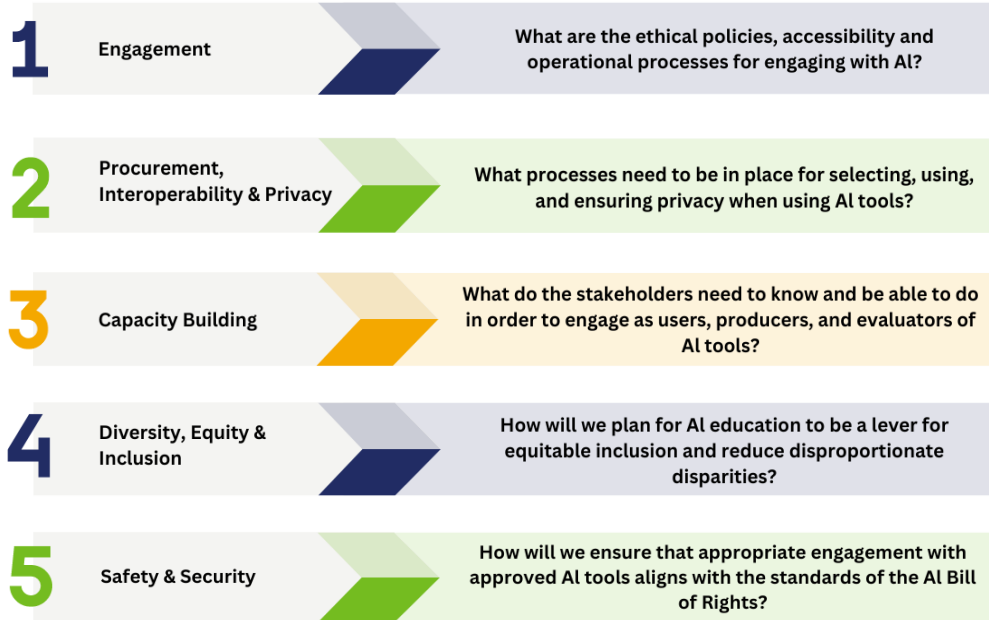 1
Engagement
What are the ethical policies, accessibility and
operational processes for engaging with AI?
2
Procurement,
Interoperability & Privacy
What processes need to be in place for selecting, using,
and ensuring privacy when using AI tools?
3
Capacity Building
What do the stakeholders need to know and be able to do
in order to engage as users, producers, and evaluators of
AI tools?
4
Diversity, Equity &
Inclusion
How will we plan for AI education to be a lever for
equitable inclusion and reduce disproportionate
disparities?
5
Safety & Security
How will we ensure that appropriate engagement with
approved AI tools aligns with the standards of the AI Bill
of Rights?